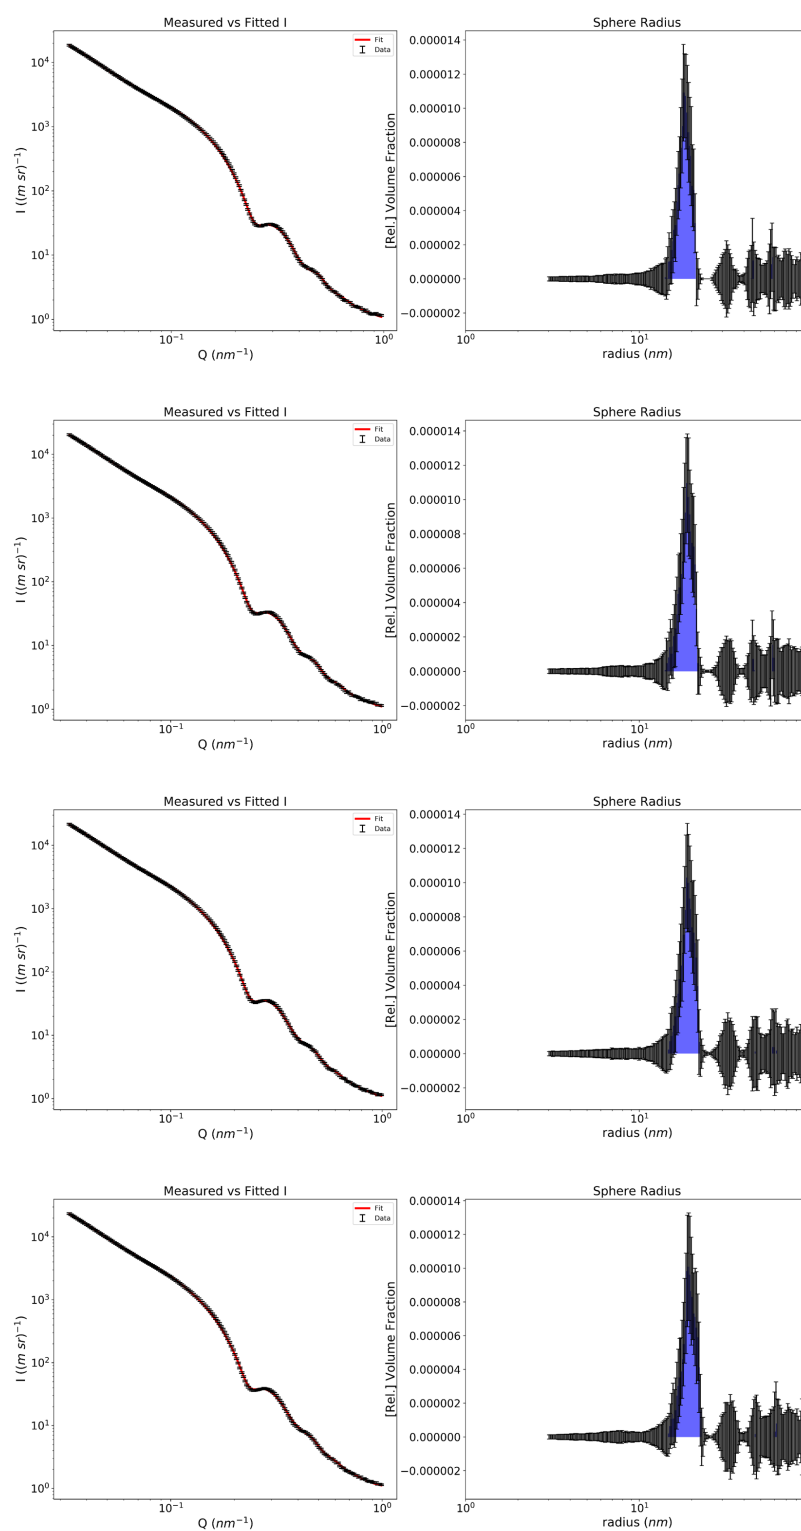 Measured vs Fitted I
Fit
Data
10⁴
10³
10²
10¹
10⁰
I ((m sr)⁻¹)
10⁻¹
10⁰
Q (nm⁻¹)
Sphere Radius
0.000014
0.000012
0.000010
0.000008
0.000006
0.000004
0.000002
0.000000
−0.000002
[Rel.] Volume Fraction
10⁰
10¹
radius (nm)
Measured vs Fitted I
Fit
Data
10⁴
10³
10²
10¹
10⁰
I ((m sr)⁻¹)
10⁻¹
10⁰
Q (nm⁻¹)
Sphere Radius
0.000014
0.000012
0.000010
0.000008
0.000006
0.000004
0.000002
0.000000
−0.000002
[Rel.] Volume Fraction
10⁰
10¹
radius (nm)
Measured vs Fitted I
Fit
Data
10⁴
10³
10²
10¹
10⁰
I ((m sr)⁻¹)
10⁻¹
10⁰
Q (nm⁻¹)
Sphere Radius
0.000014
0.000012
0.000010
0.000008
0.000006
0.000004
0.000002
0.000000
−0.000002
[Rel.] Volume Fraction
10⁰
10¹
radius (nm)
Measured vs Fitted I
Fit
Data
10⁴
10³
10²
10¹
10⁰
I ((m sr)⁻¹)
10⁻¹
10⁰
Q (nm⁻¹)
Sphere Radius
0.000014
0.000012
0.000010
0.000008
0.000006
0.000004
0.000002
0.000000
−0.000002
[Rel.] Volume Fraction
10⁰
10¹
radius (nm)